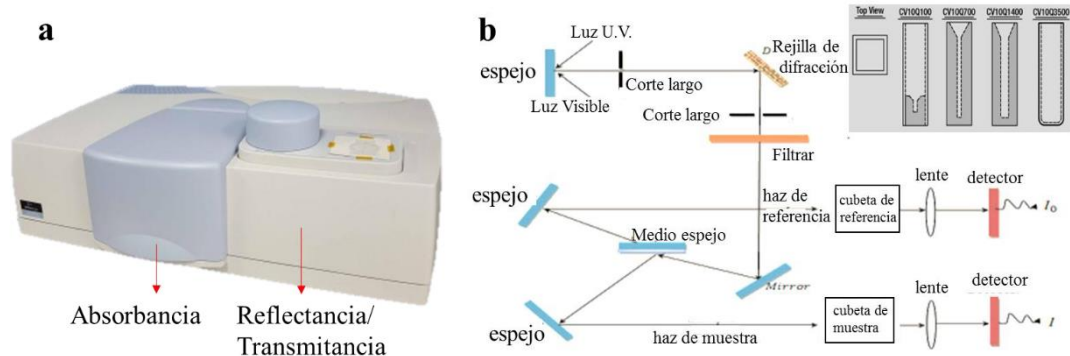 a
Absorbancia
Reflectancia/
Transmitancia
b
Luz U.V.
espejo
Luz Visible
Corte largo
D
Rejilla de
difracción
Corte largo
Filtrar
espejo
haz de
referencia
cubeta de
referencia
lente
detector
I₀
Medio espejo
Mirror
espejo
haz de muestra
cubeta de
muestra
lente
detector
I
Top View
CV10Q100
CV10Q700
CV10Q1400
CV10Q3500